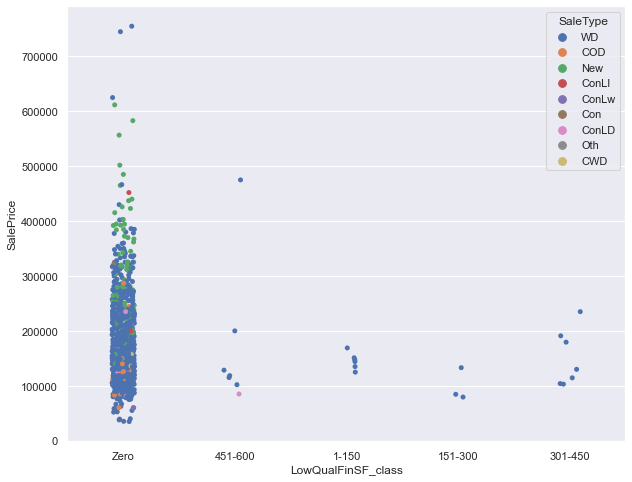 SaleType
WD
COD
New
ConLI
ConLw
Con
ConLD
Oth
CWD
700000
600000
500000
400000
300000
200000
100000
0
SalePrice
Zero 451-600 1-150 151-300 301-450
LowQualFinSF_class